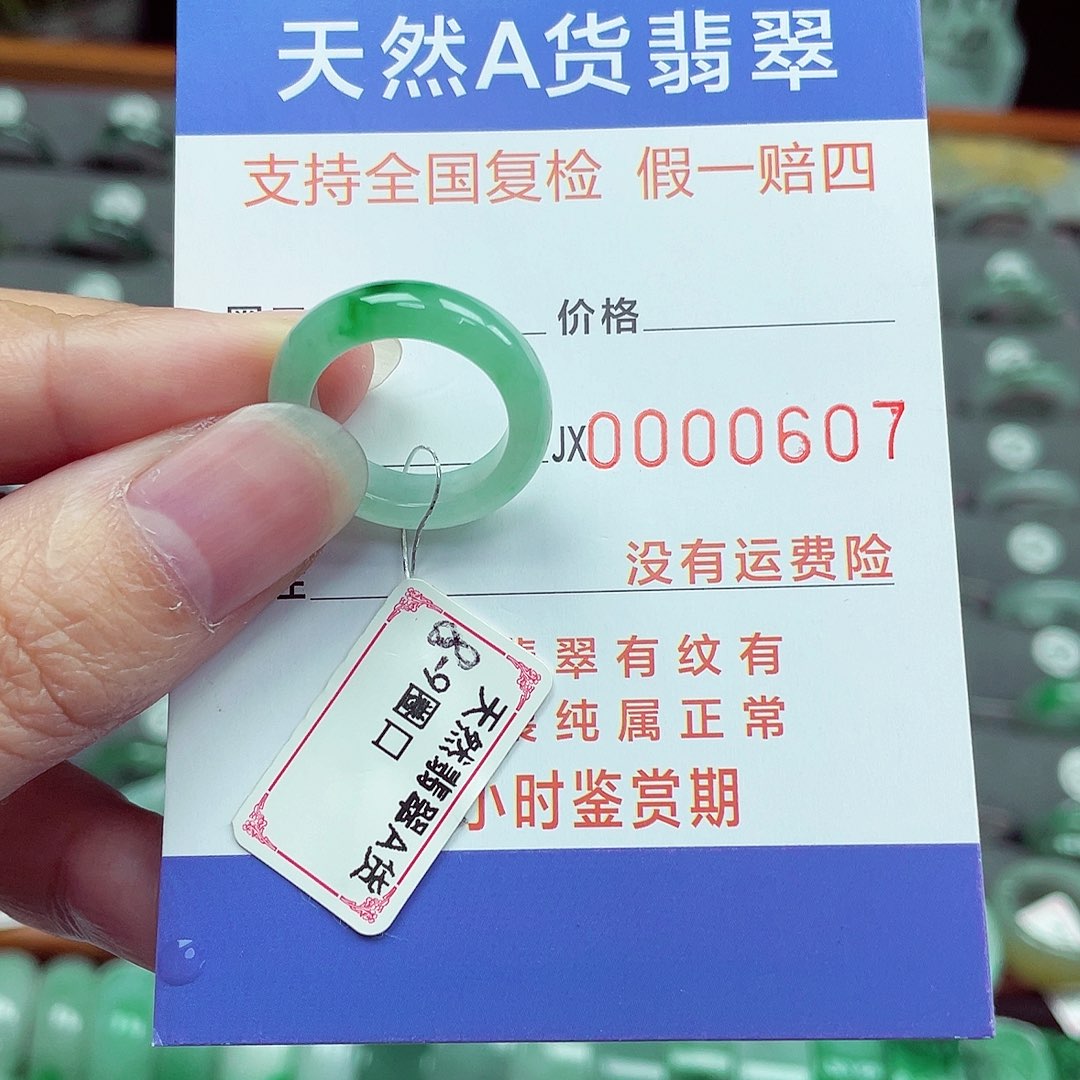 天然A货翡翠
支持全国复检 假一赔四
价格
JX0000607
没有运费险
翠有纹有
纯属正常
小时鉴赏期
天然翡翠A货
8-9圈口